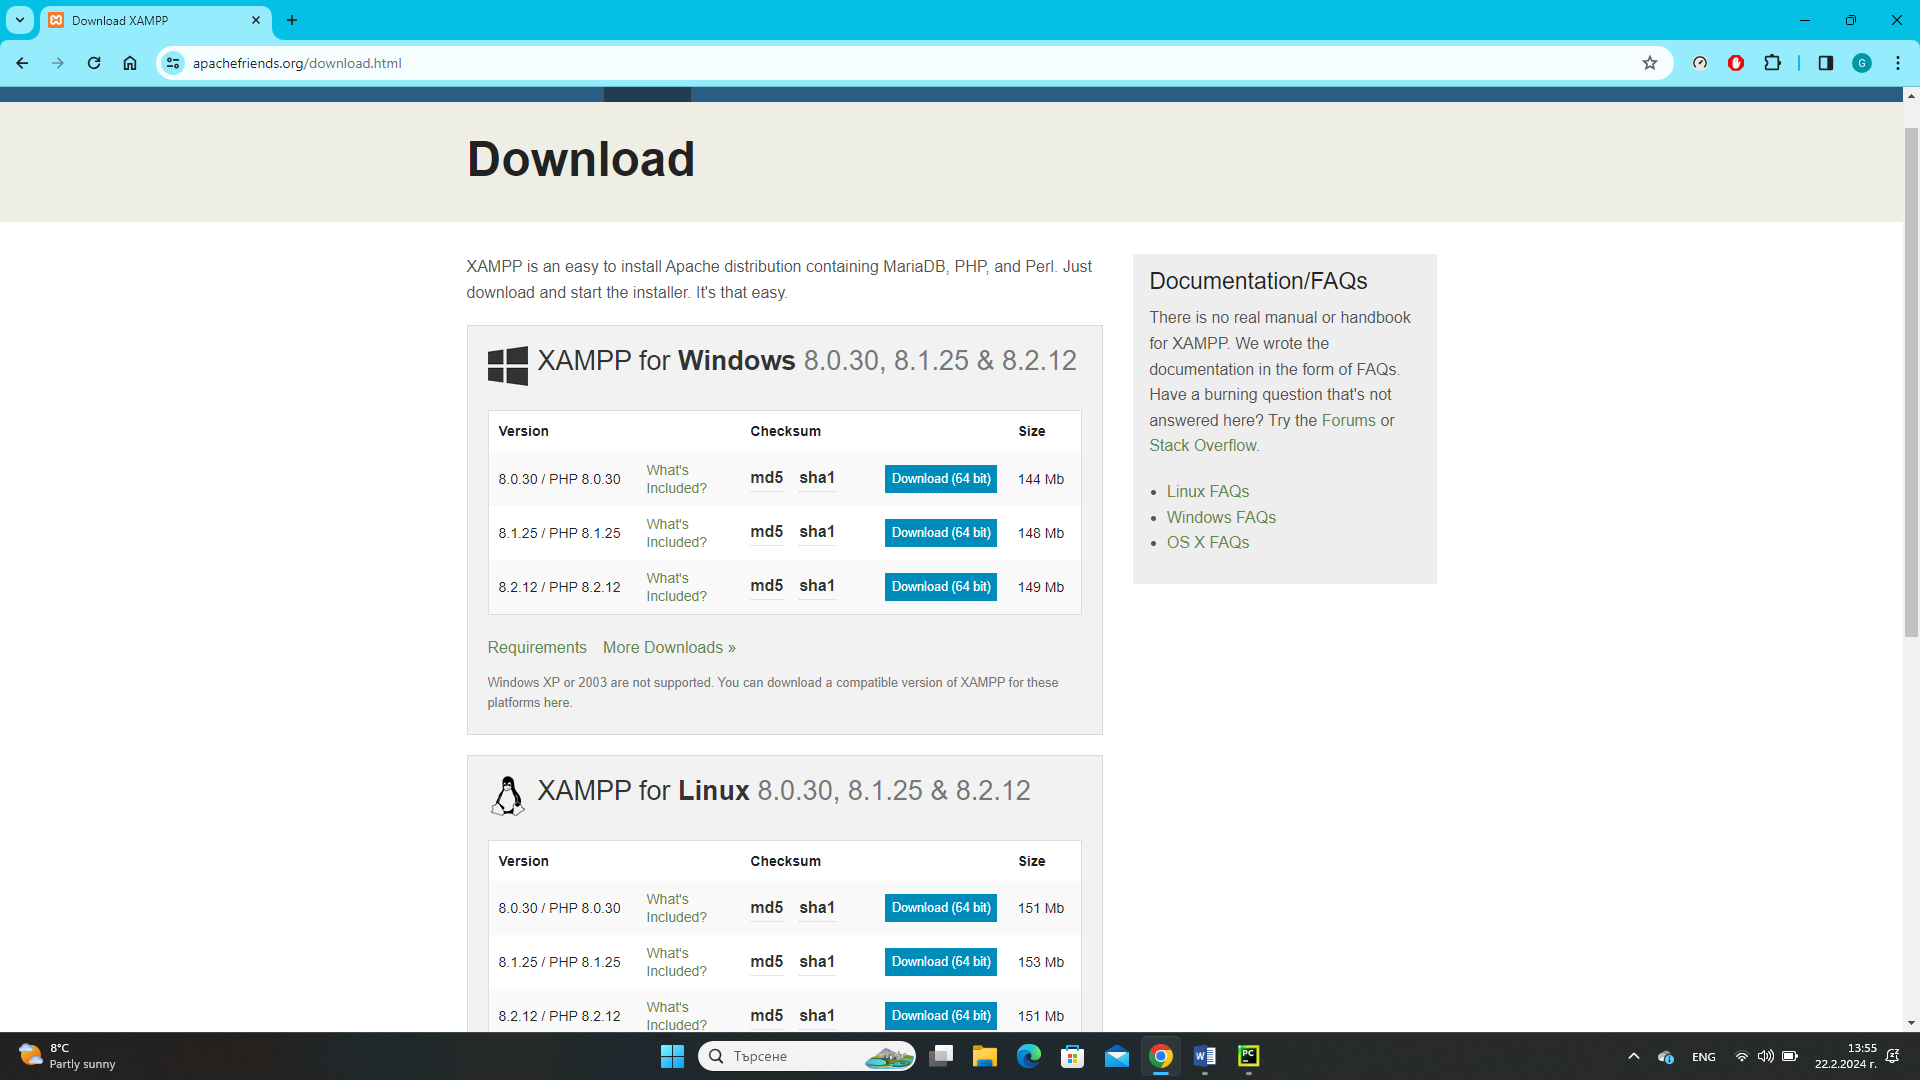 Download XAMPP
apachefriends.org/download.html
G
Download
XAMPP is an easy to install Apache distribution containing MariaDB, PHP, and Perl. Just
download and start the installer. It's that easy.
XAMPP for Windows 8.0.30, 8.1.25 & 8.2.12
Version Checksum Size
8.0.30 / PHP 8.0.30 What's Included? md5 sha1 Download (64 bit) 144 Mb
8.1.25 / PHP 8.1.25 What's Included? md5 sha1 Download (64 bit) 148 Mb
8.2.12 / PHP 8.2.12 What's Included? md5 sha1 Download (64 bit) 149 Mb
Requirements More Downloads »
Windows XP or 2003 are not supported. You can download a compatible version of XAMPP for these
platforms here.
XAMPP for Linux 8.0.30, 8.1.25 & 8.2.12
Version Checksum Size
8.0.30 / PHP 8.0.30 What's Included? md5 sha1 Download (64 bit) 151 Mb
8.1.25 / PHP 8.1.25 What's Included? md5 sha1 Download (64 bit) 153 Mb
8.2.12 / PHP 8.2.12 What's Included? md5 sha1 Download (64 bit) 151 Mb
Documentation/FAQs
There is no real manual or handbook
for XAMPP. We wrote the
documentation in the form of FAQs.
Have a burning question that's not
answered here? Try the Forums or
Stack Overflow.
• Linux FAQs
• Windows FAQs
• OS X FAQs
8°C
Partly sunny
Търсене
W
PC
ENG
13:55
22.2.2024 г.